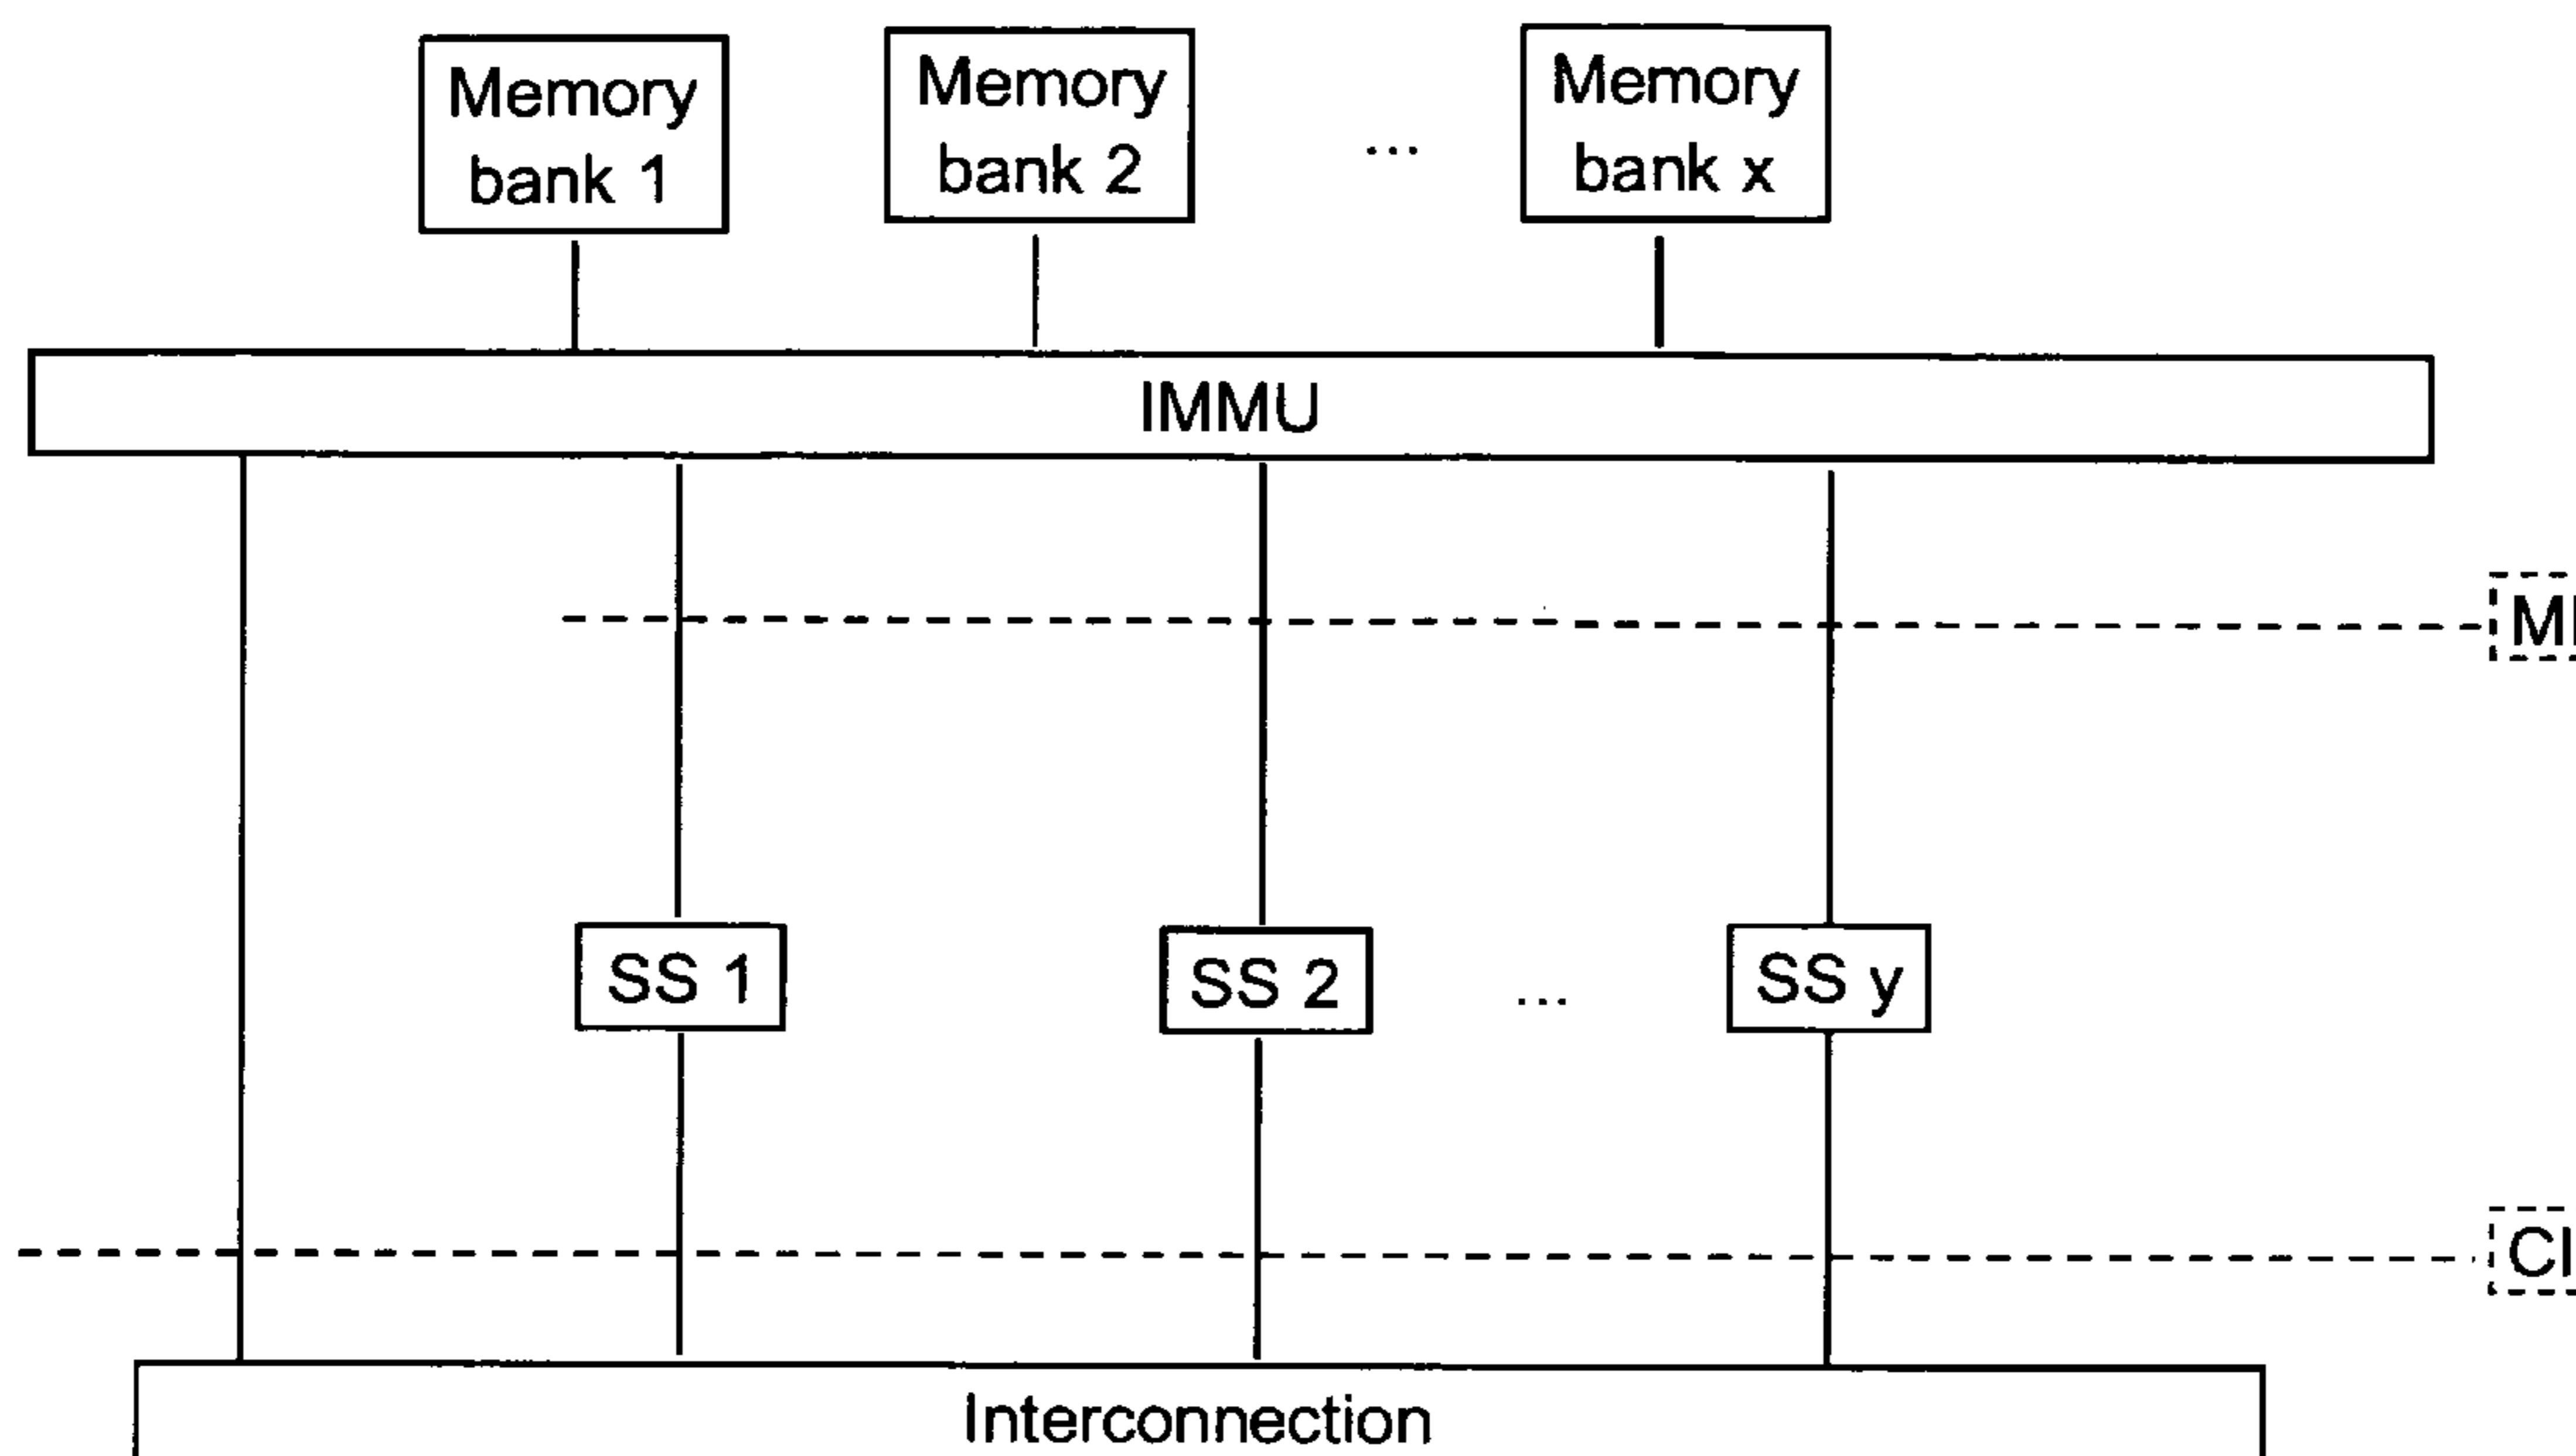 Memory
bank 1
Memory
bank 2
...
Memory
bank x
IMMU
SS 1
SS 2
...
SS y
Interconnection